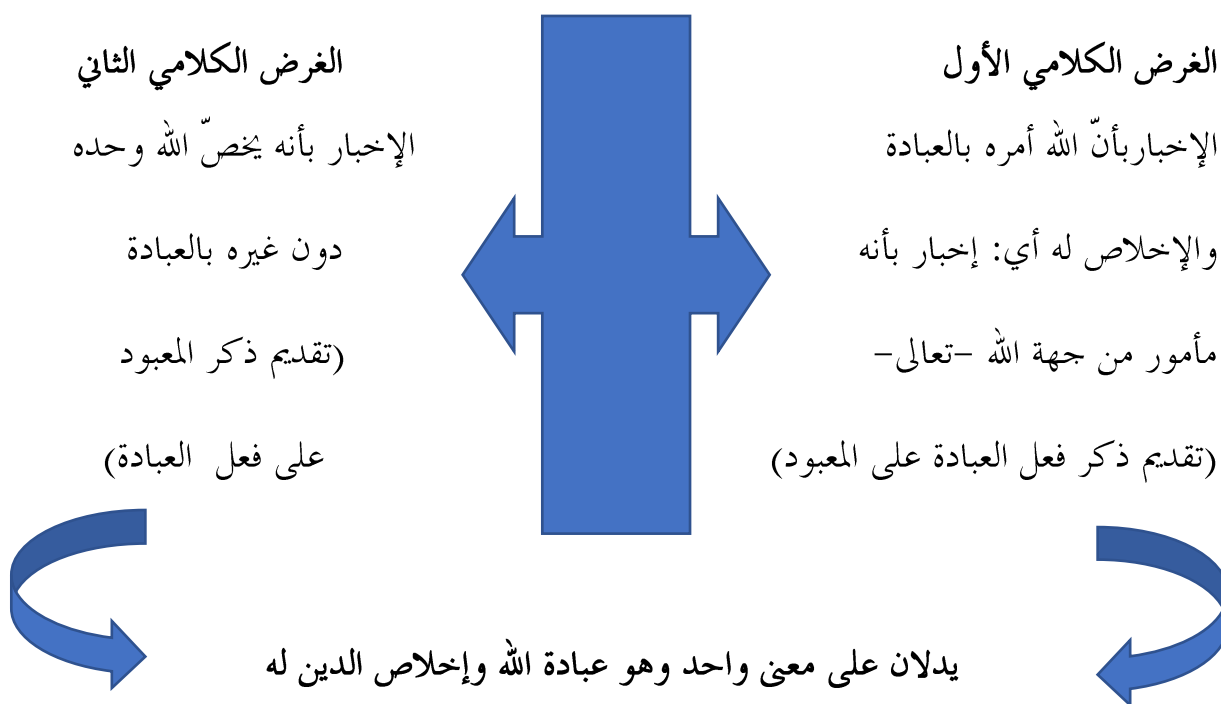 الغرض الكلامي الأول
الإخباربأنّ الله أمره بالعبادة
والإخلاص له أي: إخبار بأنه
مأمور من جهة الله –تعالى-
(تقديم ذكر فعل العبادة على المعبود)
الغرض الكلامي الثاني
الإخبار بأنه يخصّ الله وحده
دون غيره بالعبادة
(تقديم ذكر المعبود
على فعل العبادة)
يدلان على معنى واحد وهو عبادة الله وإخلاص الدين له